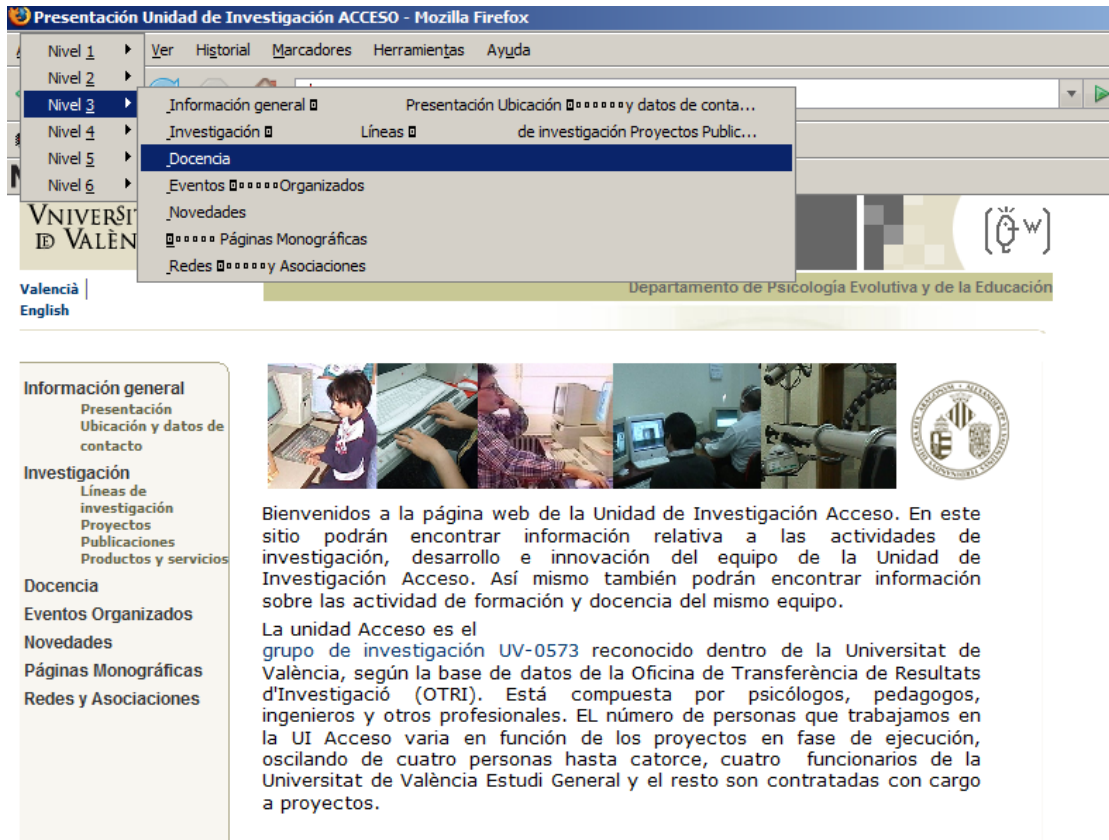 Presentación Unidad de Investigación ACCESO - Mozilla Firefox
Ver Historial Marcadores Herramientas Ayuda
Nivel 1
Nivel 2
Nivel 3
Nivel 4
Nivel 5
Nivel 6
Información general Presentación Ubicación y datos de conta...
Investigación Líneas de investigación Proyectos Public...
Docencia
Eventos Organizados
Novedades
Páginas Monográficas
Redes y Asociaciones
VNIVERSI
ID VALÈN
Valencià
English
Departamento de Psicología Evolutiva y de la Educación
Información general
Presentación
Ubicación y datos de
contacto
Investigación
Líneas de
investigación
Proyectos
Publicaciones
Productos y servicios
Docencia
Eventos Organizados
Novedades
Páginas Monográficas
Redes y Asociaciones
Bienvenidos a la página web de la Unidad de Investigación Acceso. En este
sitio podrán encontrar información relativa a las actividades de
investigación, desarrollo e innovación del equipo de la Unidad de
Investigación Acceso. Así mismo también podrán encontrar información
sobre las actividad de formación y docencia del mismo equipo.
La unidad Acceso es el
grupo de investigación UV-0573 reconocido dentro de la Universitat de
València, según la base de datos de la Oficina de Transferència de Resultats
d'Investigació (OTRI). Está compuesta por psicólogos, pedagogos,
ingenieros y otros profesionales. EL número de personas que trabajamos en
la UI Acceso varia en función de los proyectos en fase de ejecución,
oscilando de cuatro personas hasta catorce, cuatro funcionarios de la
Universitat de València Estudi General y el resto son contratadas con cargo
a proyectos.